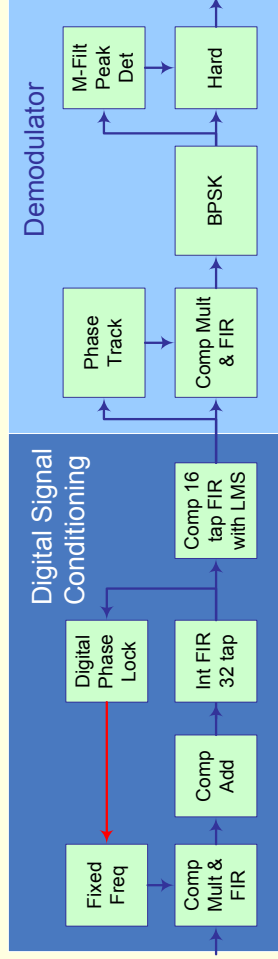 Digital Signal
Conditioning
Demodulator
Fixed
Freq
Digital
Phase
Lock
Phase
Track
M-Filt
Peak
Det
Comp
Mult &
FIR
Comp
Add
Int FIR
32 tap
Comp 16
tap FIR
with LMS
Comp Mult
& FIR
BPSK
Hard